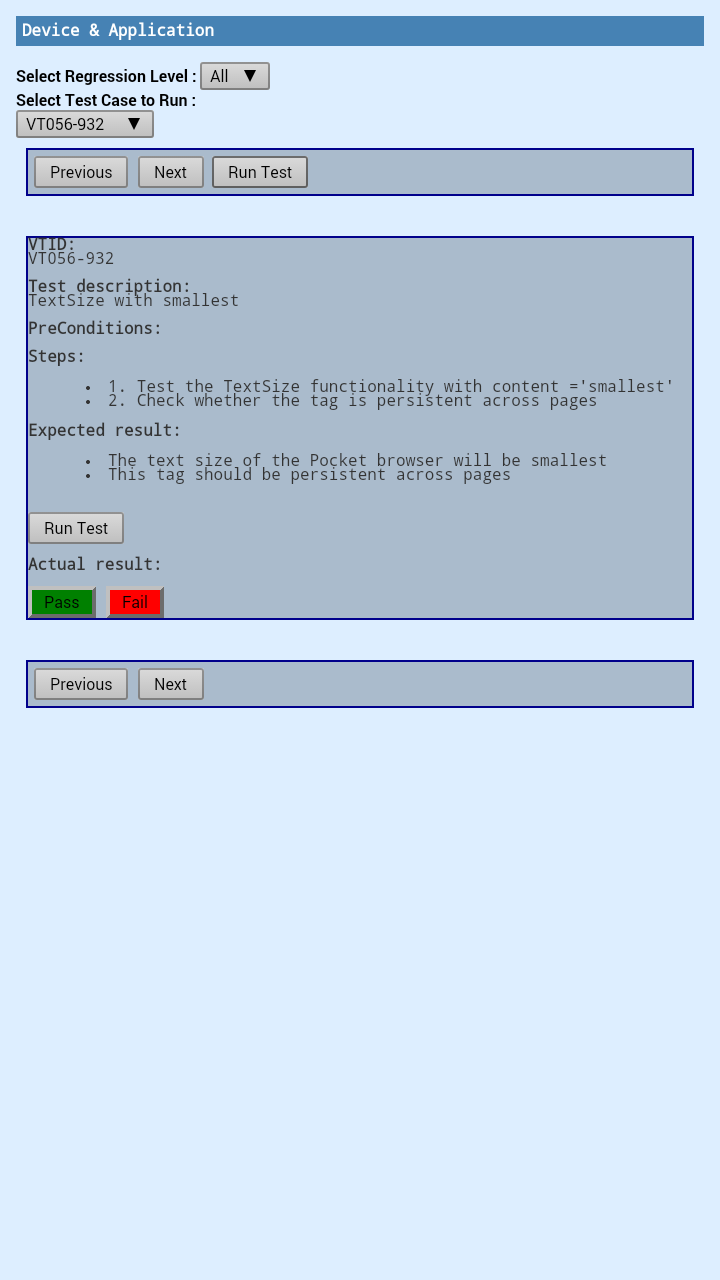 Device & Application
Select Regression Level : All ▼
Select Test Case to Run :
VT056-932 ▼
Previous Next Run Test
VTID:
VT056-932
Test description:
TextSize with smallest
PreConditions:
Steps:
• 1. Test the TextSize functionality with content ='smallest'
• 2. Check whether the tag is persistent across pages
Expected result:
• The text size of the Pocket browser will be smallest
• This tag should be persistent across pages
Run Test
Actual result:
Pass Fail
Previous Next